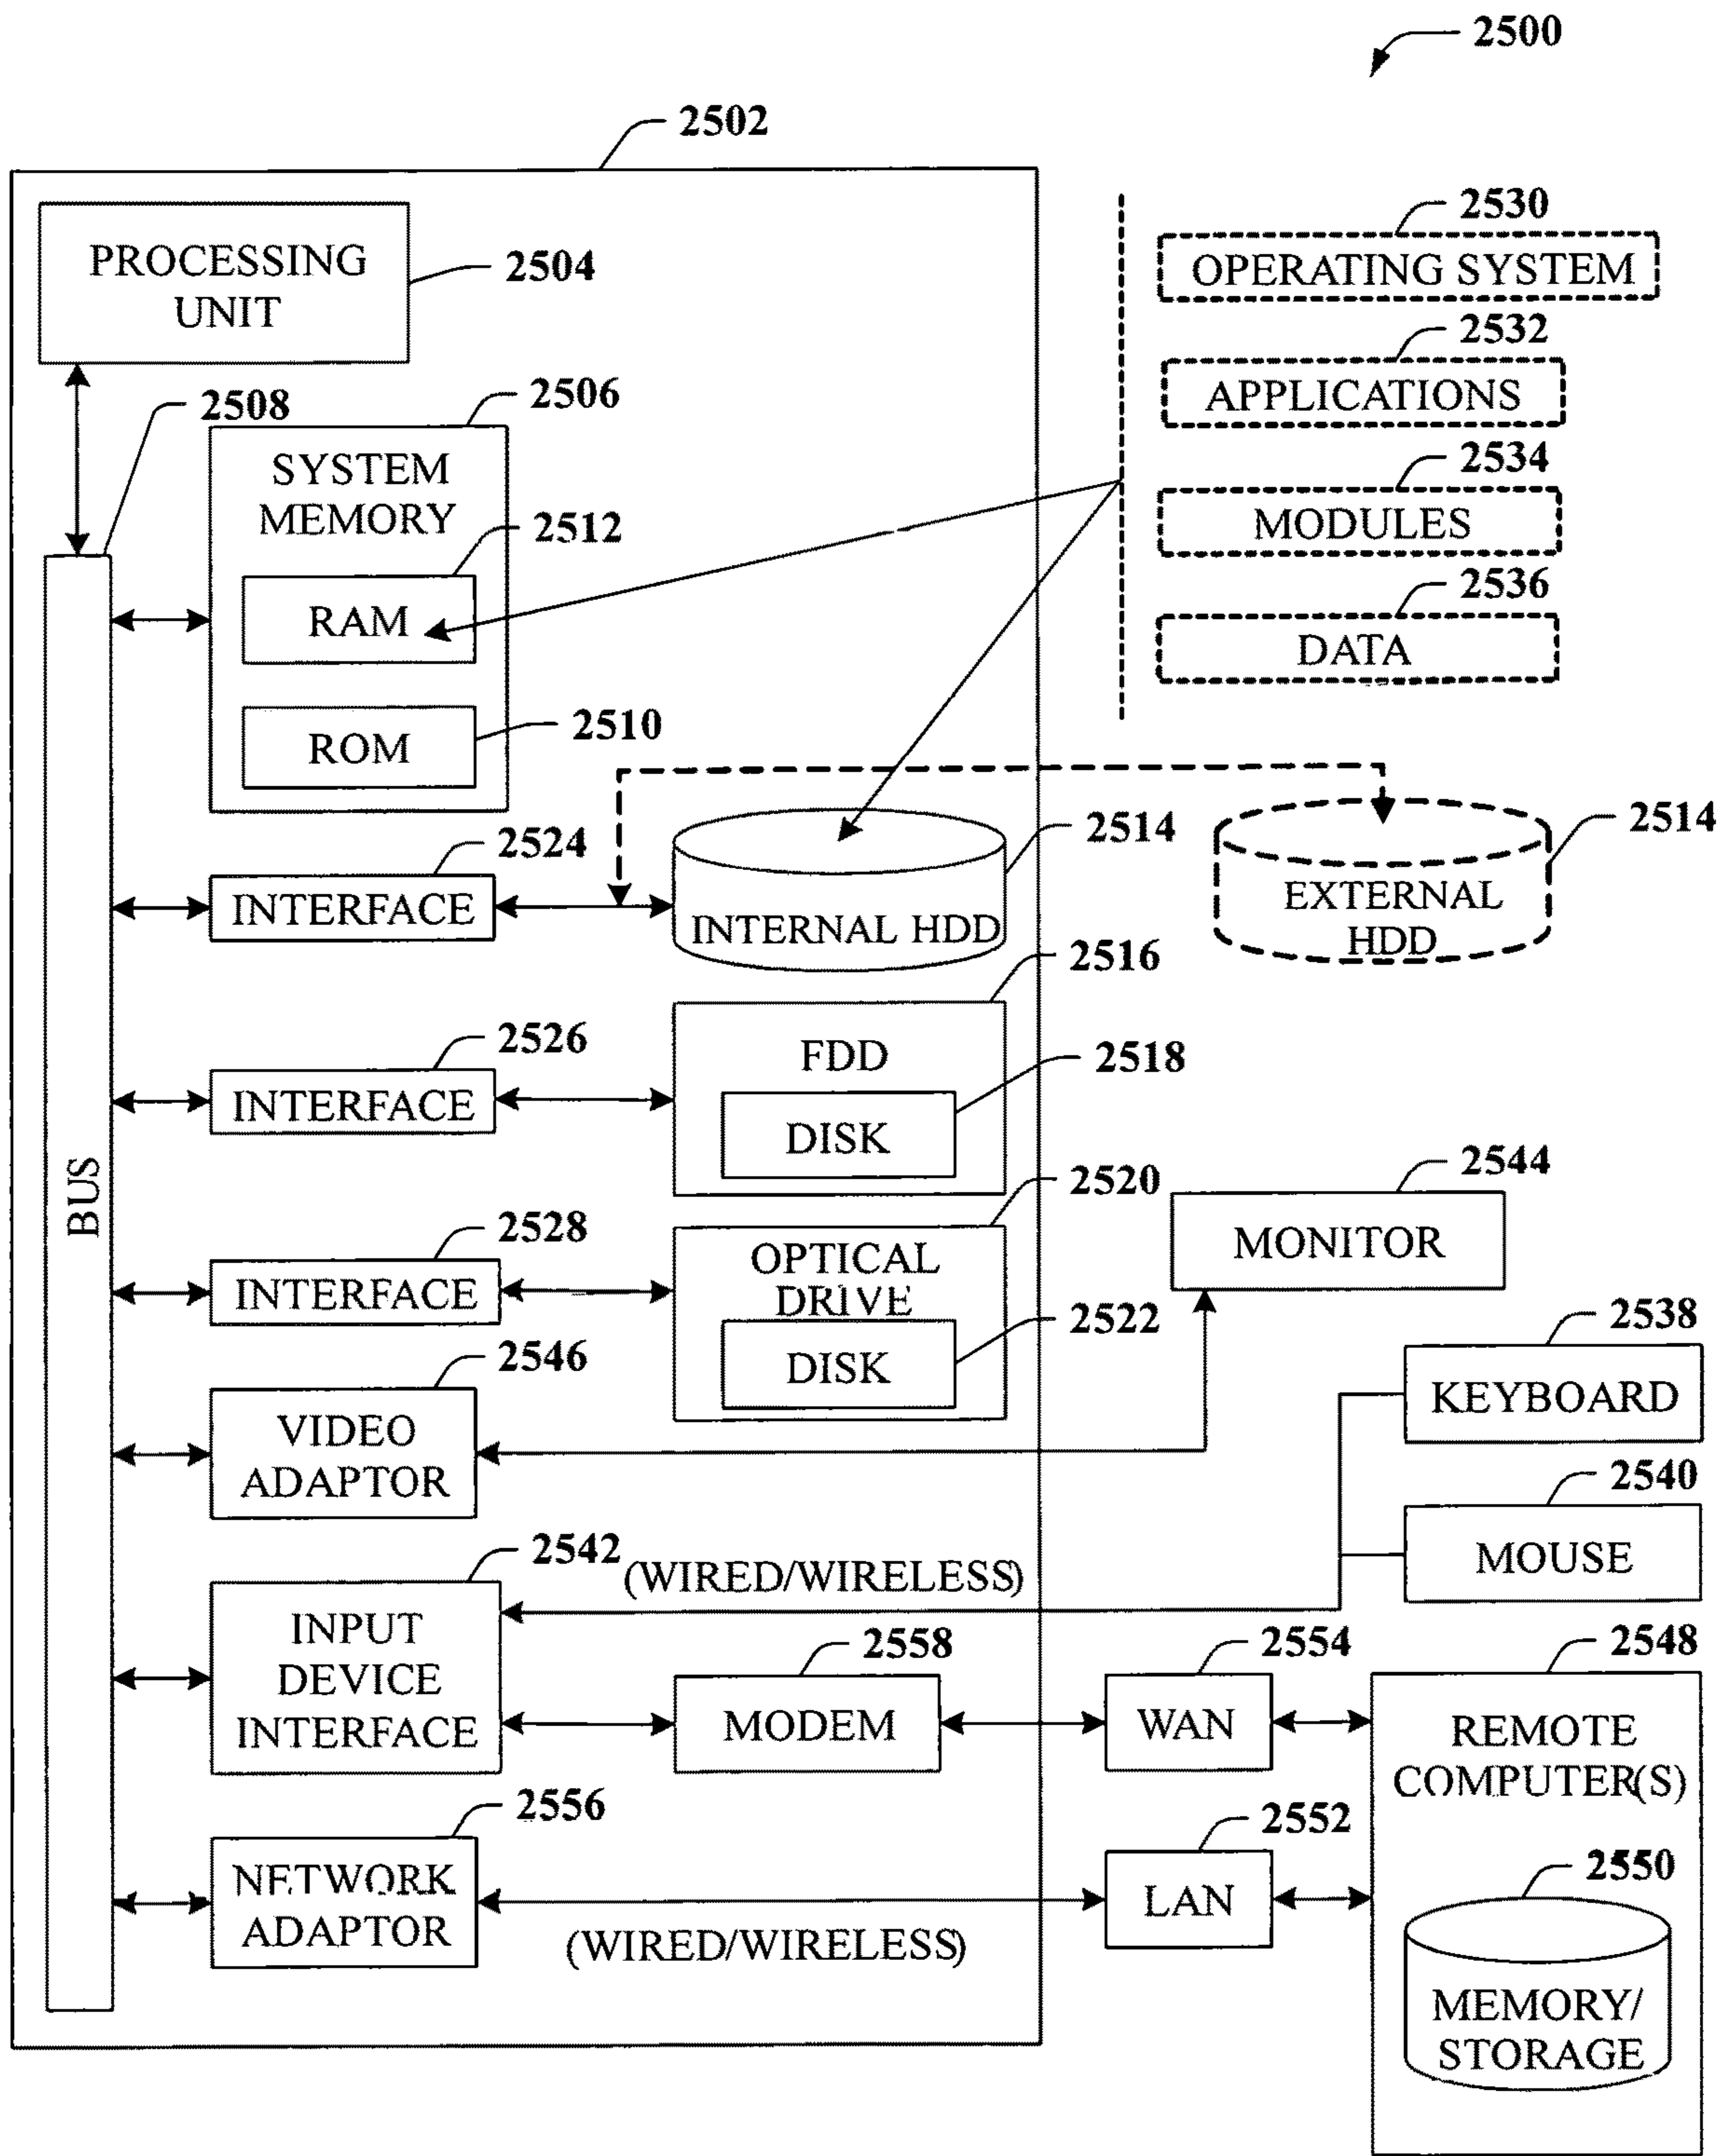 2500
2502
PROCESSING
UNIT
2504
2530
OPERATING SYSTEM
2532
APPLICATIONS
2534
MODULES
2536
DATA
2508
2506
SYSTEM
MEMORY
2512
RAM
2510
ROM
2524
INTERFACE
2514
INTERNAL HDD
2514
EXTERNAL
HDD
2516
FDD
2518
DISK
2526
INTERFACE
BUS
2520
OPTICAL
DRIVE
2522
DISK
2528
INTERFACE
2544
MONITOR
2546
VIDEO
ADAPTOR
2538
KEYBOARD
2540
MOUSE
2542
(WIRED/WIRELESS)
INPUT
DEVICE
INTERFACE
2558
MODEM
2554
WAN
2548
REMOTE
COMPUTER(S)
2556
NETWORK
ADAPTOR
(WIRED/WIRELESS)
2552
LAN
2550
MEMORY/
STORAGE